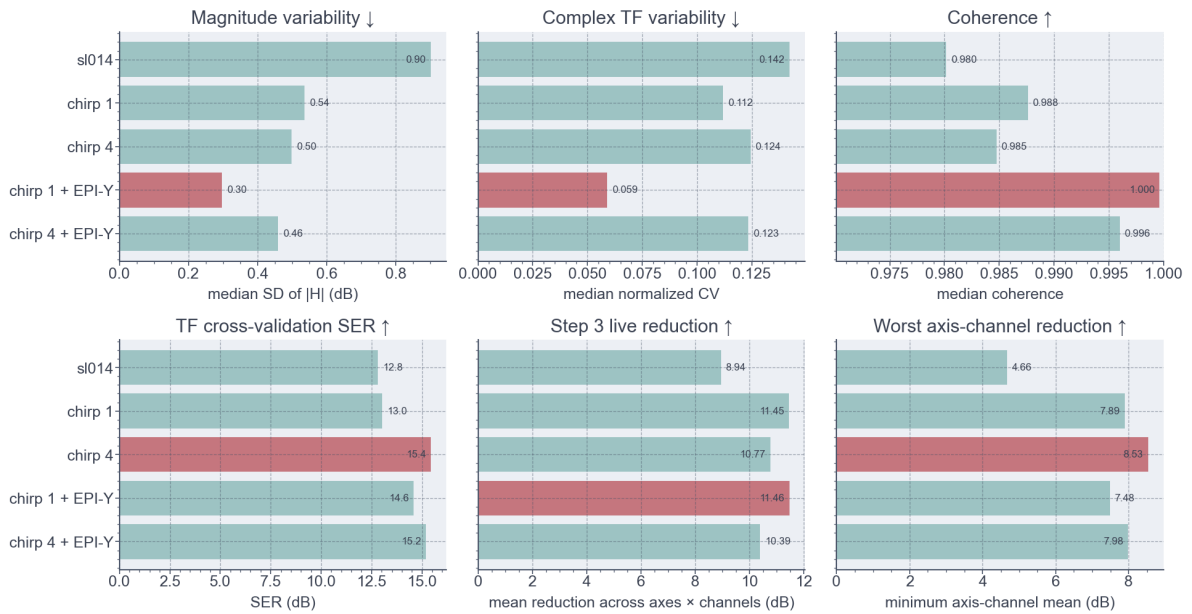 Magnitude variability ↓
Complex TF variability ↓
Coherence ↑
sl014
chirp 1
chirp 4
chirp 1 + EPI-Y
chirp 4 + EPI-Y
0.90
0.54
0.50
0.30
0.46
0.142
0.112
0.124
0.059
0.123
0.980
0.988
0.985
1.000
0.996
0.0 0.2 0.4 0.6 0.8
0.000 0.025 0.050 0.075 0.100 0.125
0.975 0.980 0.985 0.990 0.995 1.000
median SD of |H| (dB)
median normalized CV
median coherence
TF cross-validation SER ↑
Step 3 live reduction ↑
Worst axis-channel reduction ↑
sl014
chirp 1
chirp 4
chirp 1 + EPI-Y
chirp 4 + EPI-Y
12.8
13.0
15.4
14.6
15.2
8.94
11.45
10.77
11.46
10.39
4.66
7.89
8.53
7.48
7.98
0.0 2.5 5.0 7.5 10.0 12.5 15.0
0 2 4 6 8 10 12
0 2 4 6 8
SER (dB)
mean reduction across axes × channels (dB)
minimum axis-channel mean (dB)